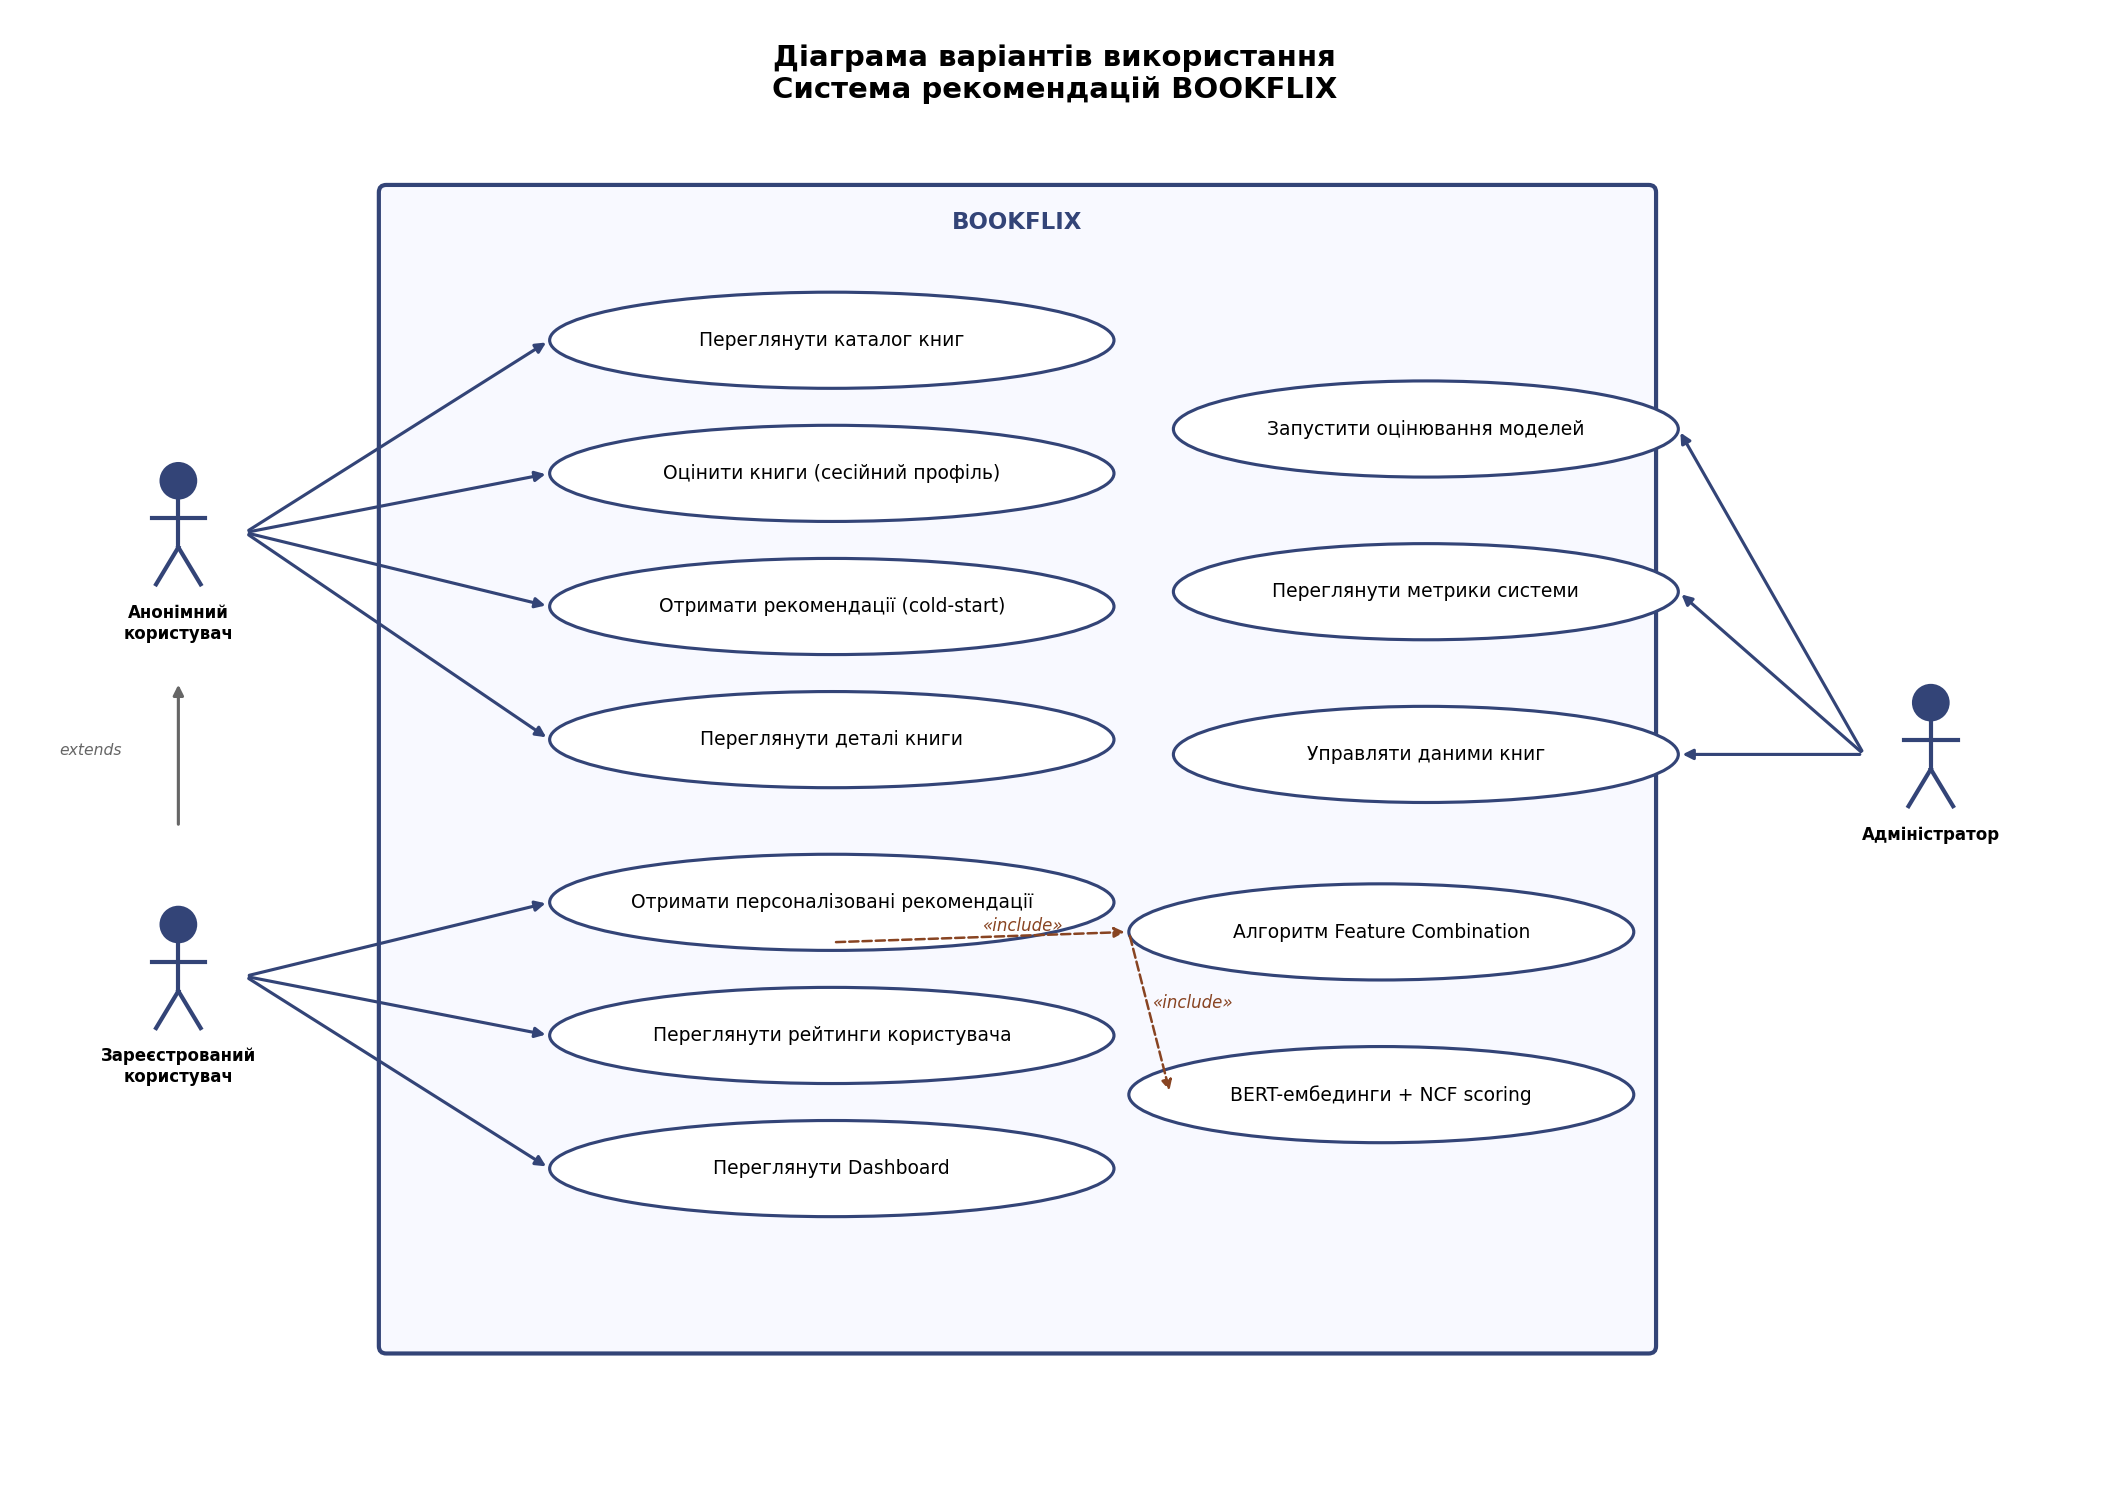 Діаграма варіантів використання
Система рекомендацій BOOKFLIX
BOOKFLIX
Переглянути каталог книг
Оцінити книги (сесійний профіль)
Отримати рекомендації (cold-start)
Переглянути деталі книги
Отримати персоналізовані рекомендації
Переглянути рейтинги користувача
Переглянути Dashboard
Запустити оцінювання моделей
Переглянути метрики системи
Управляти даними книг
«include»
Алгоритм Feature Combination
«include»
BERT-ембединги + NCF scoring
Анонімний
користувач
extends
Зареєстрований
користувач
Адміністратор